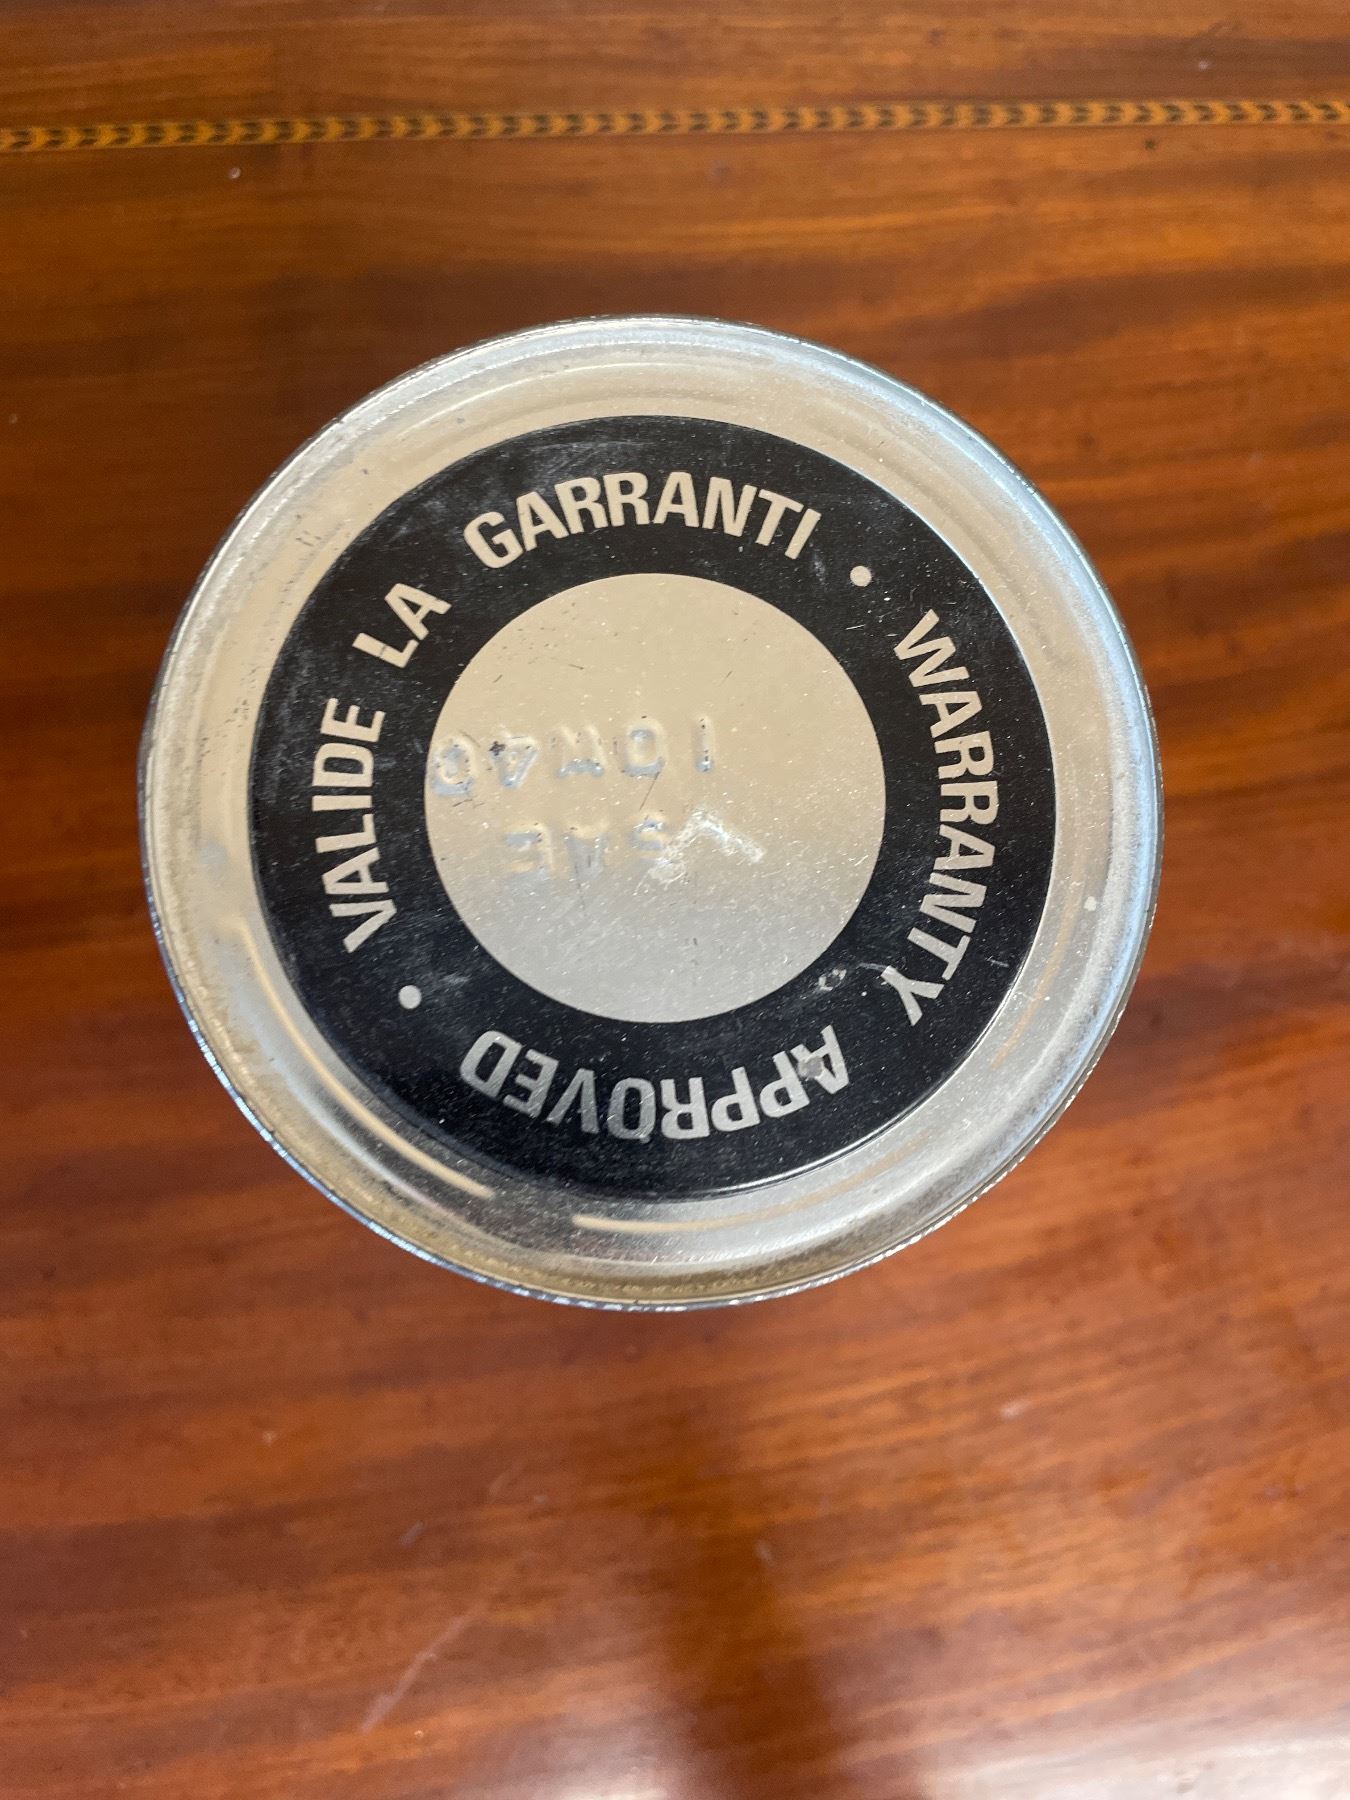 VALIDE LA GARRANTI • WARRANTY APPROVED •
10W40
SAE